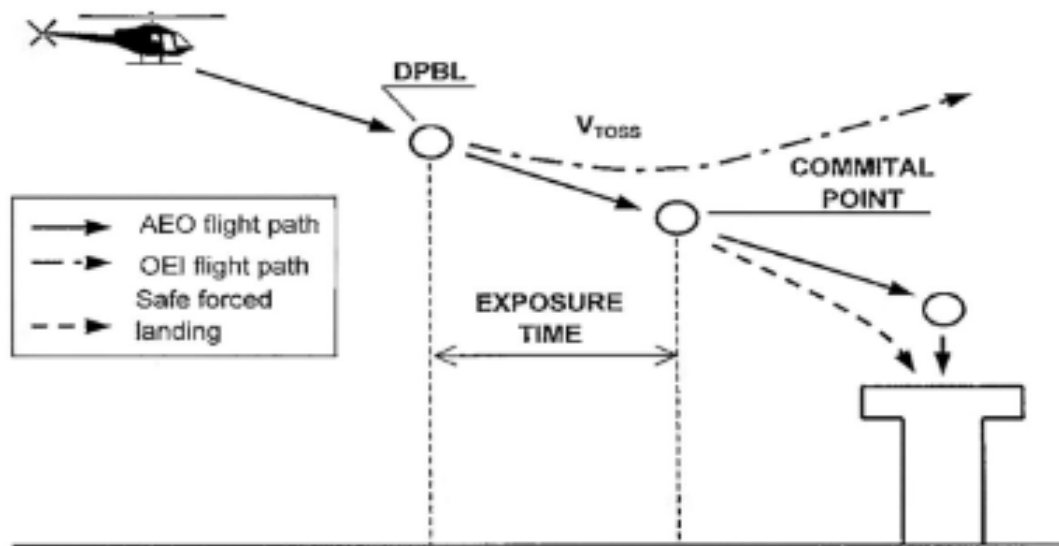 DPBL
VTOSS
COMMITAL
POINT
AEO flight path
OEI flight path
Safe forced
landing
EXPOSURE
TIME